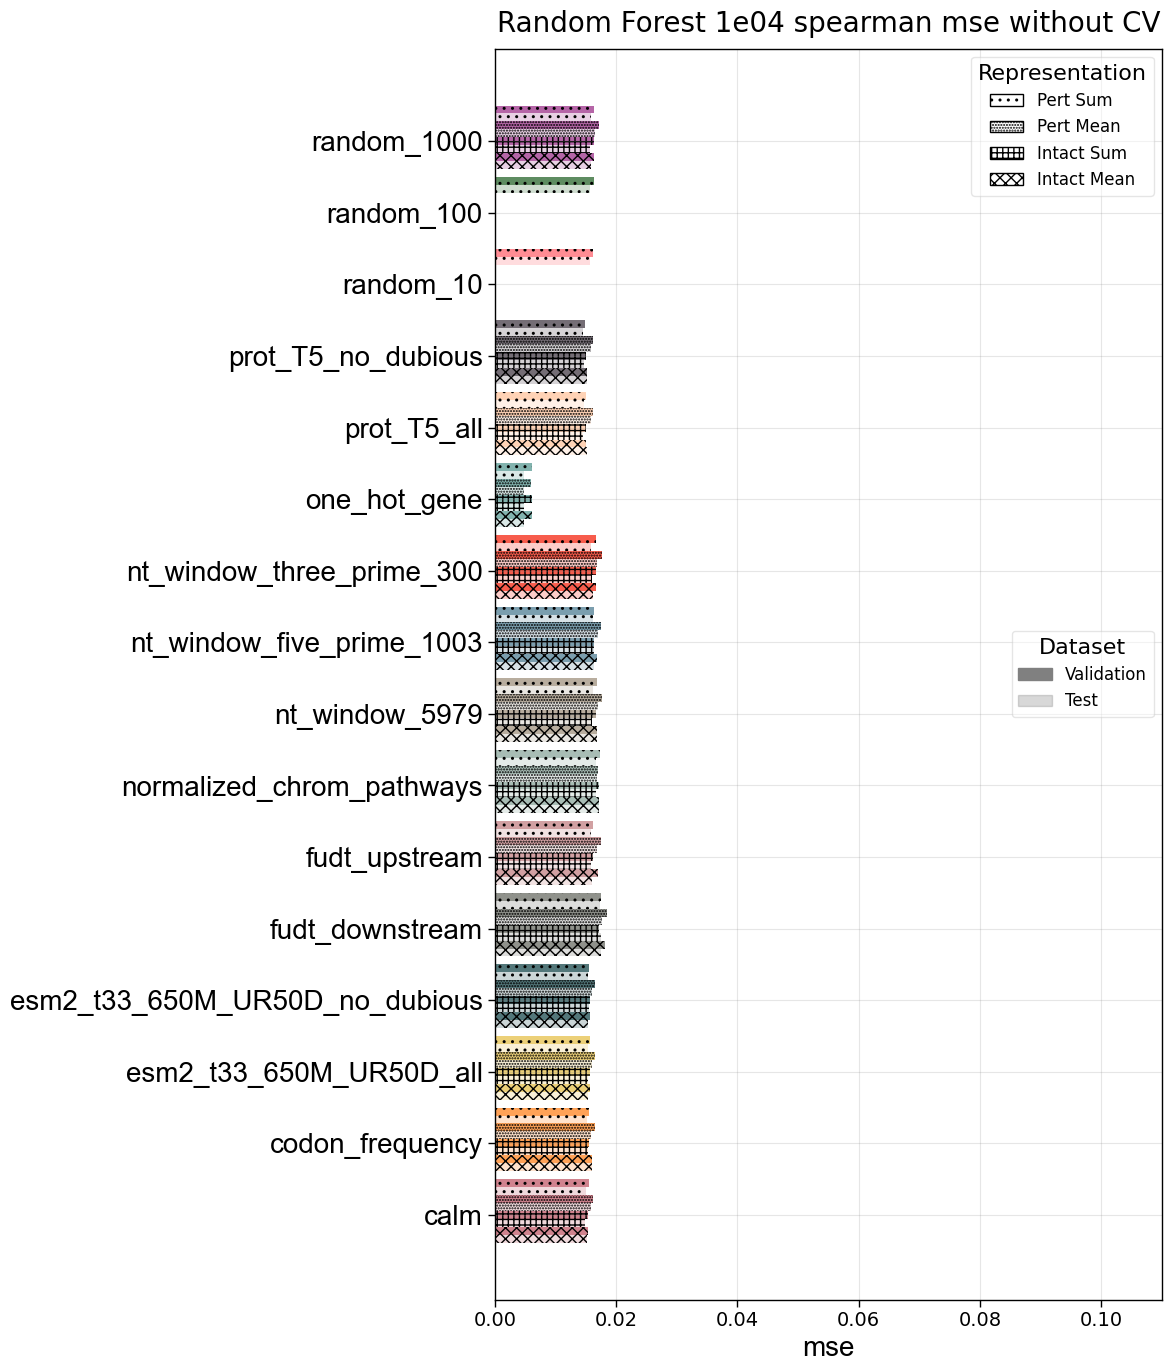 Random Forest 1e04 spearman mse without CV
Representation
Pert Sum
Pert Mean
Intact Sum
Intact Mean
random_1000
random_100
random_10
prot_T5_no_dubious
prot_T5_all
one_hot_gene
nt_window_three_prime_300
nt_window_five_prime_1003
Dataset
Validation
Test
nt_window_5979
normalized_chrom_pathways
fudt_upstream
fudt_downstream
esm2_t33_650M_UR50D_no_dubious
esm2_t33_650M_UR50D_all
codon_frequency
calm
0.00 0.02 0.04 0.06 0.08 0.10
mse